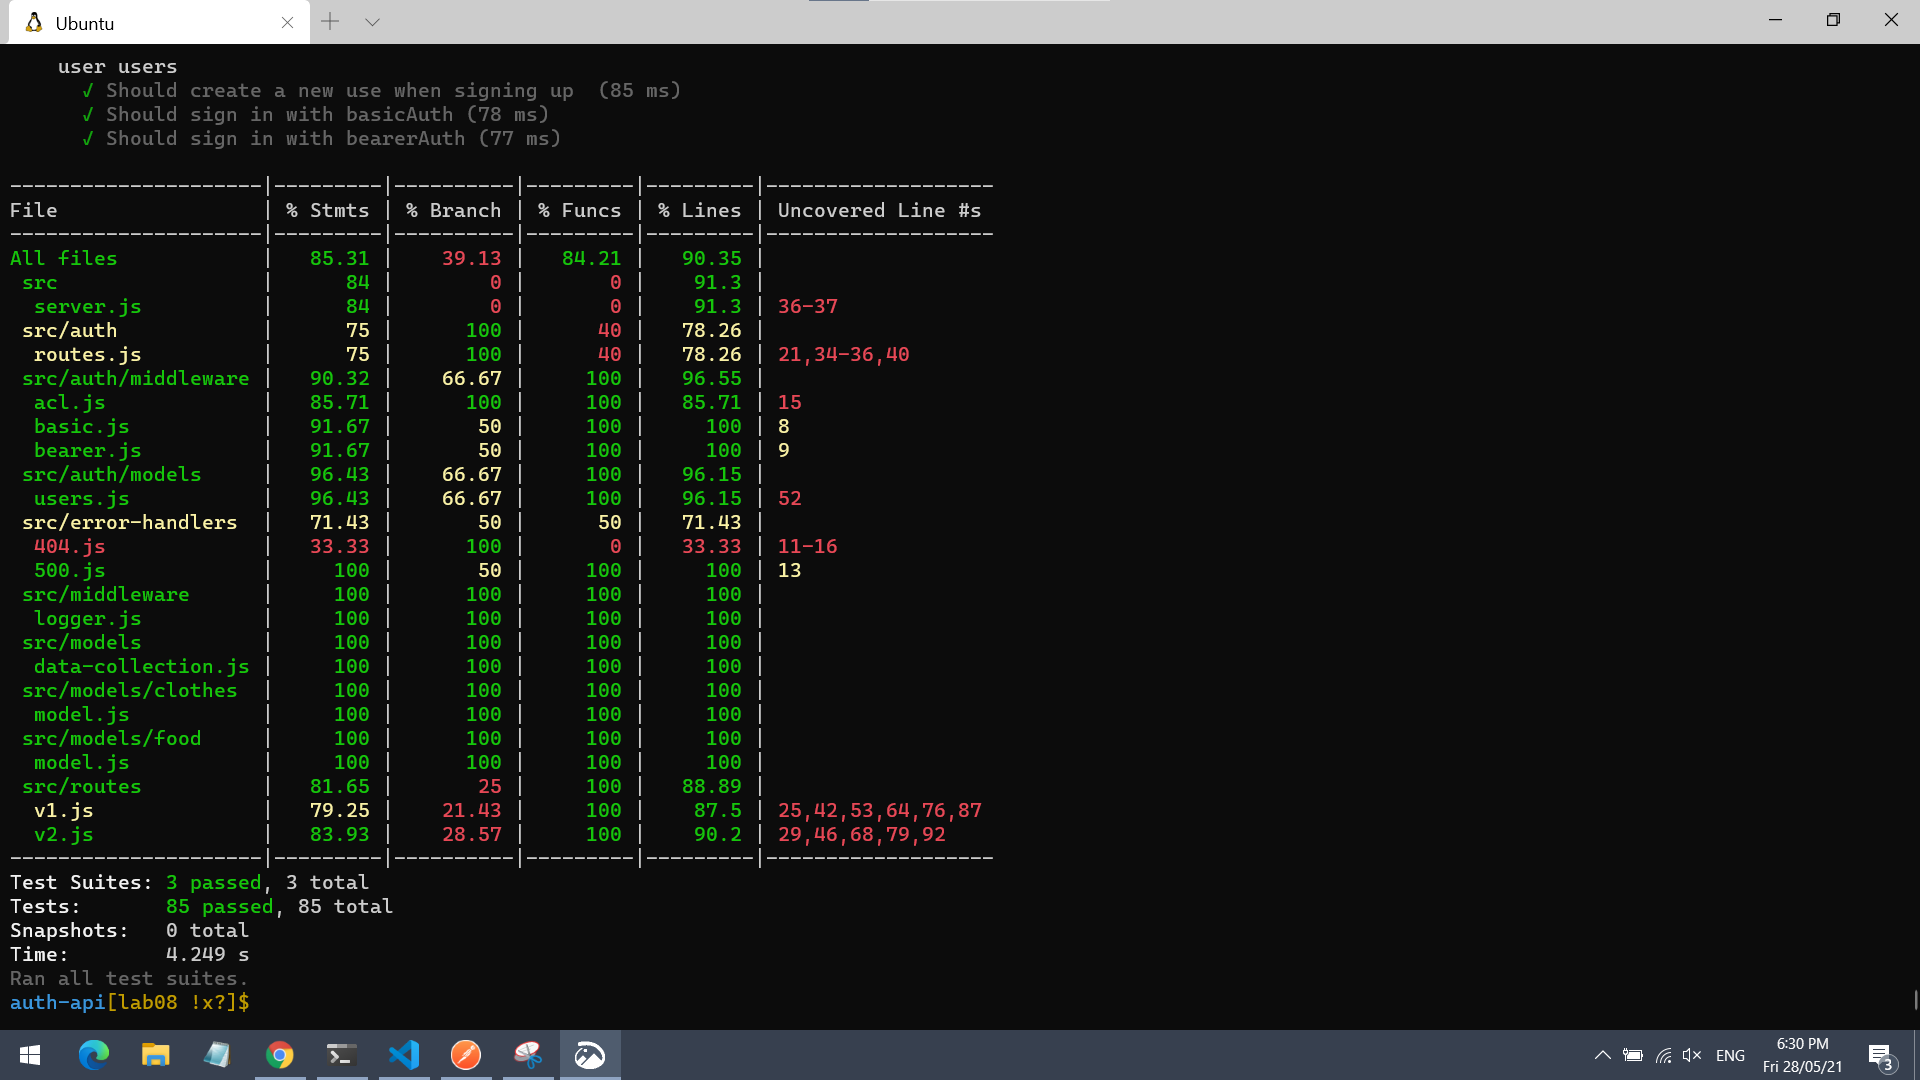 Ubuntu
user users
√ Should create a new use when signing up  (85 ms)
√ Should sign in with basicAuth (78 ms)
√ Should sign in with bearerAuth (77 ms)
---------------------|---------|----------|---------|---------|-------------------
File                 | % Stmts | % Branch | % Funcs | % Lines | Uncovered Line #s
---------------------|---------|----------|---------|---------|-------------------
All files            |   85.31 |    39.13 |   84.21 |   90.35 |
 src                 |      84 |        0 |       0 |    91.3 |
  server.js          |      84 |        0 |       0 |    91.3 | 36-37
 src/auth            |      75 |      100 |      40 |   78.26 |
  routes.js          |      75 |      100 |      40 |   78.26 | 21,34-36,40
 src/auth/middleware |   90.32 |    66.67 |     100 |   96.55 |
  acl.js             |   85.71 |      100 |     100 |   85.71 | 15
  basic.js           |   91.67 |       50 |     100 |     100 | 8
  bearer.js          |   91.67 |       50 |     100 |     100 | 9
 src/auth/models     |   96.43 |    66.67 |     100 |   96.15 |
  users.js           |   96.43 |    66.67 |     100 |   96.15 | 52
 src/error-handlers  |   71.43 |       50 |      50 |   71.43 |
  404.js             |   33.33 |      100 |       0 |   33.33 | 11-16
  500.js             |     100 |       50 |     100 |     100 | 13
 src/middleware      |     100 |      100 |     100 |     100 |
  logger.js          |     100 |      100 |     100 |     100 |
 src/models          |     100 |      100 |     100 |     100 |
  data-collection.js |     100 |      100 |     100 |     100 |
 src/models/clothes  |     100 |      100 |     100 |     100 |
  model.js           |     100 |      100 |     100 |     100 |
 src/models/food     |     100 |      100 |     100 |     100 |
  model.js           |     100 |      100 |     100 |     100 |
 src/routes          |   81.65 |       25 |     100 |   88.89 |
  v1.js              |   79.25 |    21.43 |     100 |    87.5 | 25,42,53,64,76,87
  v2.js              |   83.93 |    28.57 |     100 |    90.2 | 29,46,68,79,92
---------------------|---------|----------|---------|---------|-------------------
Test Suites: 3 passed, 3 total
Tests:       85 passed, 85 total
Snapshots:   0 total
Time:        4.249 s
Ran all test suites.
auth-api[lab08 !x?]$
ENG
6:30 PM
Fri 28/05/21
3